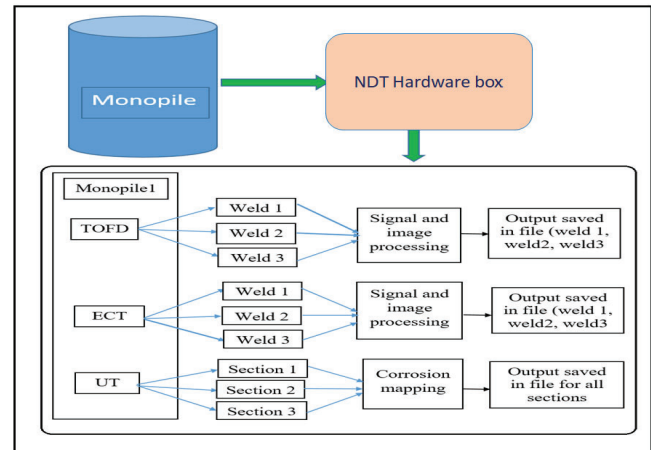 Monopile
NDT Hardware box
Monopile1
TOFD
Weld 1
Weld 2
Weld 3
Signal and
image
processing
Output saved
in file (weld 1,
weld2, weld3
ECT
Weld 1
Weld 2
Weld 3
Signal and
image
processing
Output saved
in file (weld 1,
weld2, weld3
UT
Section 1
Section 2
Section 3
Corrosion
mapping
Output saved
in file for all
sections